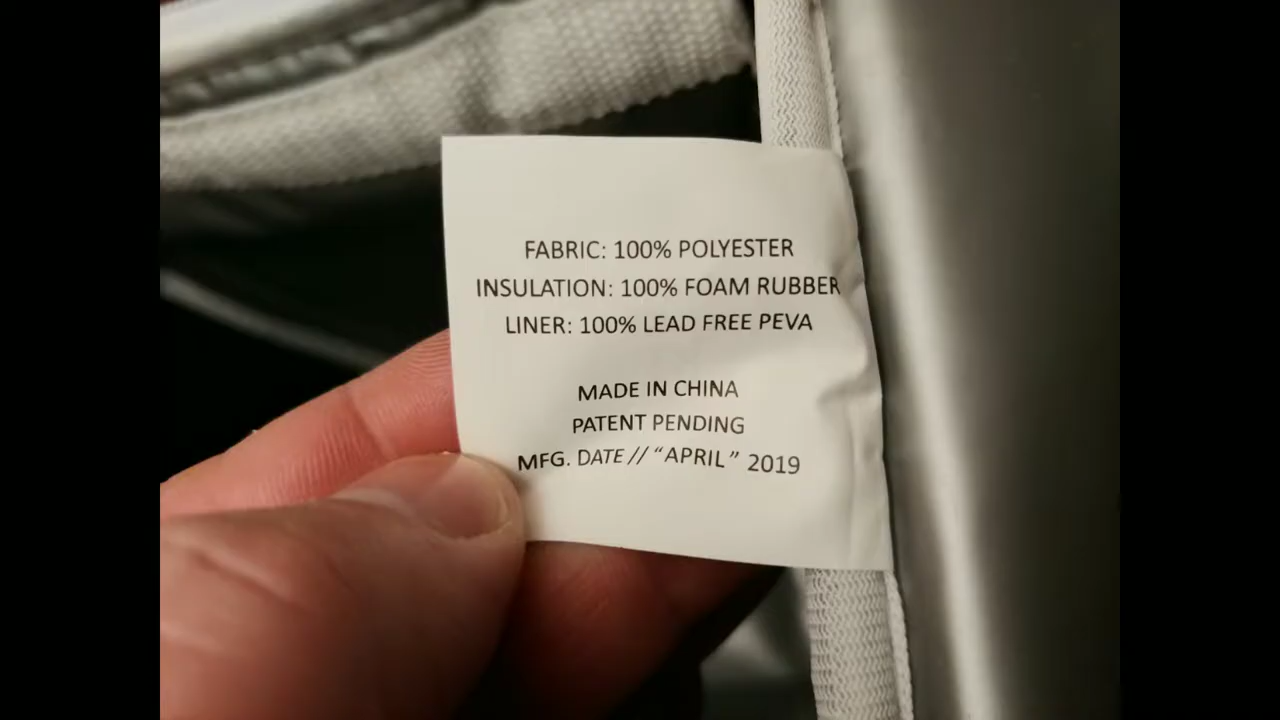 FABRIC: 100% POLYESTER
INSULATION: 100% FOAM RUBBER
LINER: 100% LEAD FREE PEVA
MADE IN CHINA
PATENT PENDING
MFG. DATE // “APRIL” 2019